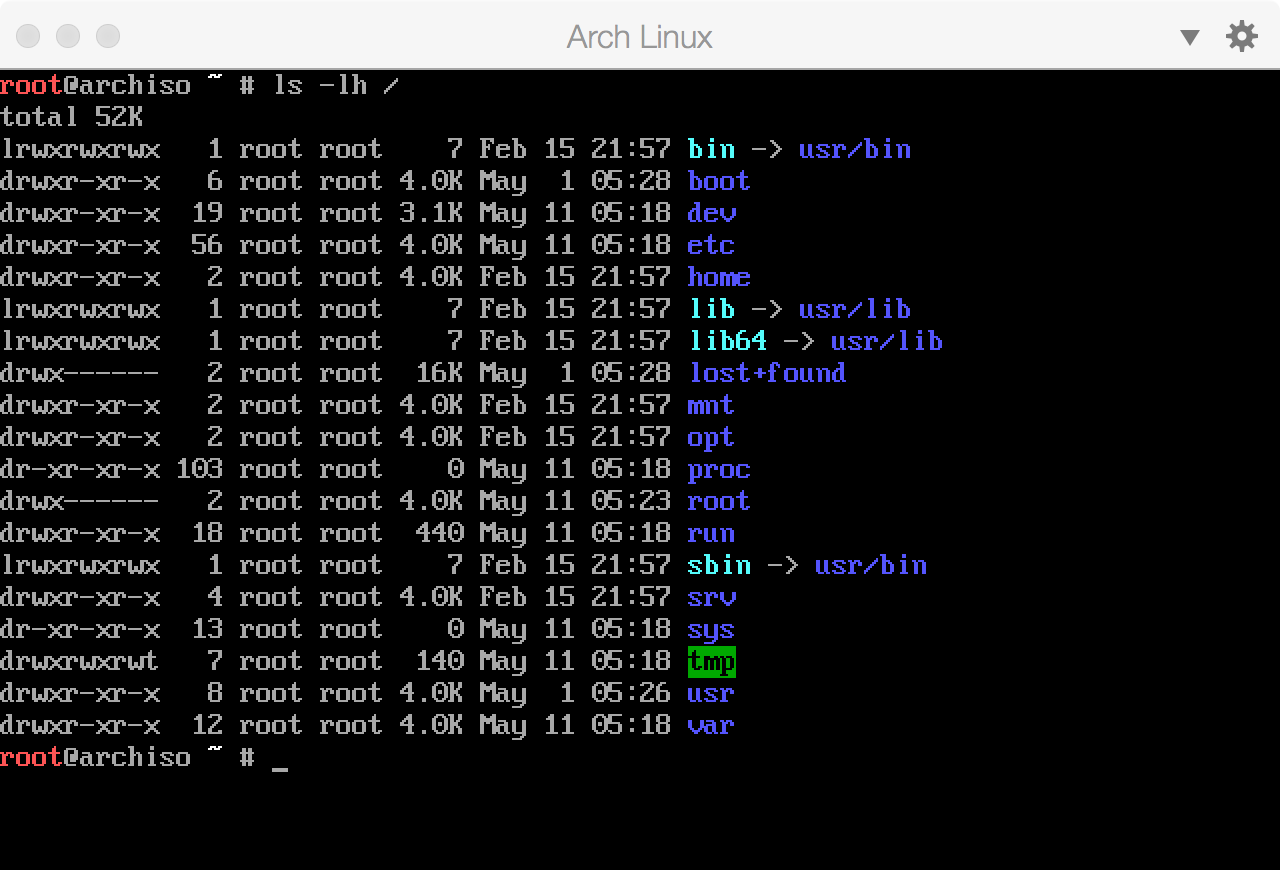 Arch Linux
root@archiso ~ # ls -lh /
total 52K
lrwxrwxrwx   1 root root    7 Feb 15 21:57 bin -> usr/bin
drwxr-xr-x   6 root root 4.0K May  1 05:28 boot
drwxr-xr-x  19 root root 3.1K May 11 05:18 dev
drwxr-xr-x  56 root root 4.0K May 11 05:18 etc
drwxr-xr-x   2 root root 4.0K Feb 15 21:57 home
lrwxrwxrwx   1 root root    7 Feb 15 21:57 lib -> usr/lib
lrwxrwxrwx   1 root root    7 Feb 15 21:57 lib64 -> usr/lib
drwx------   2 root root  16K May  1 05:28 lost+found
drwxr-xr-x   2 root root 4.0K Feb 15 21:57 mnt
drwxr-xr-x   2 root root 4.0K Feb 15 21:57 opt
dr-xr-xr-x 103 root root    0 May 11 05:18 proc
drwx------   2 root root 4.0K May 11 05:23 root
drwxr-xr-x  18 root root  440 May 11 05:18 run
lrwxrwxrwx   1 root root    7 Feb 15 21:57 sbin -> usr/bin
drwxr-xr-x   4 root root 4.0K Feb 15 21:57 srv
dr-xr-xr-x  13 root root    0 May 11 05:18 sys
drwxrwxrwt   7 root root  140 May 11 05:18 tmp
drwxr-xr-x   8 root root 4.0K May  1 05:26 usr
drwxr-xr-x  12 root root 4.0K May 11 05:18 var
root@archiso ~ # _